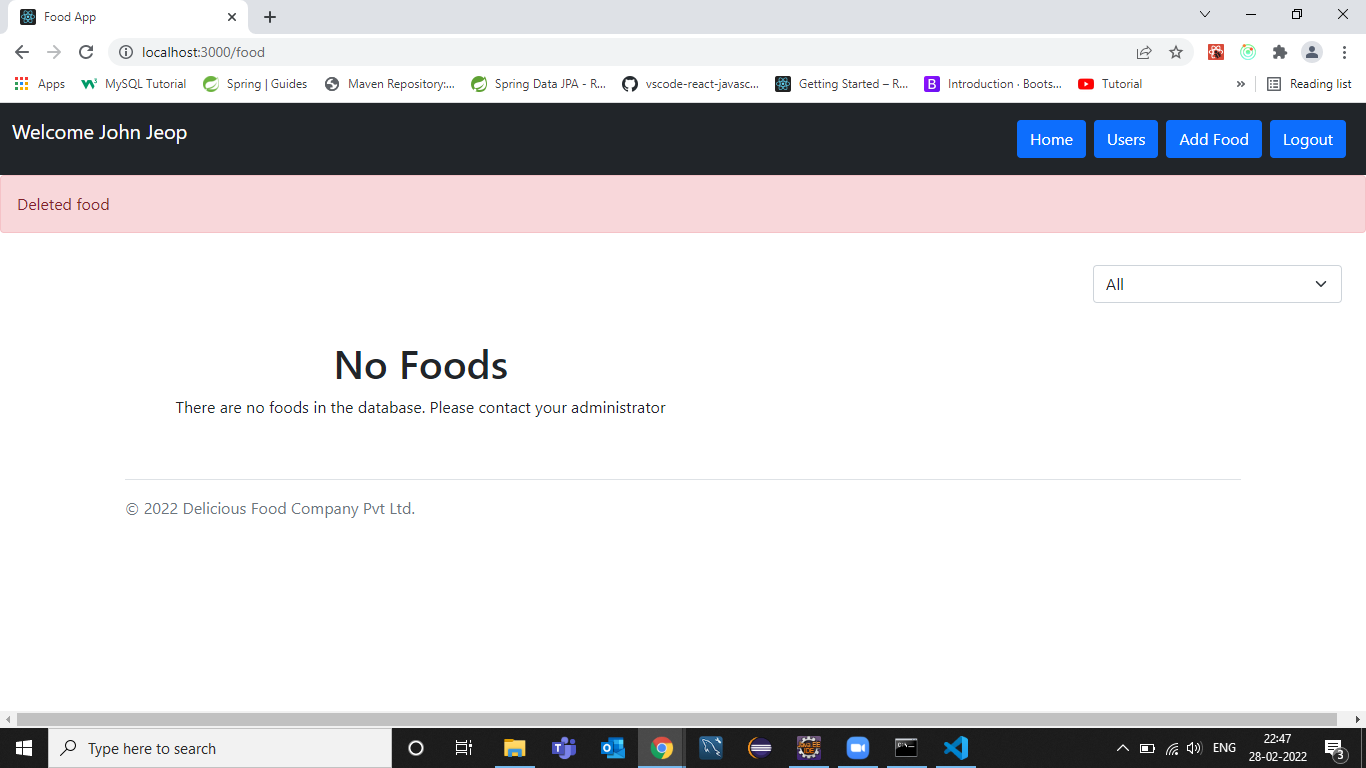 Food App
localhost:3000/food
Apps
MySQL Tutorial
Spring | Guides
Maven Repository:...
Spring Data JPA - R...
vscode-react-javasc...
Getting Started – R...
B
Introduction · Boots...
Tutorial
»
Reading list
Welcome John Jeop
Home
Users
Add Food
Logout
Deleted food
All
No Foods
There are no foods in the database. Please contact your administrator
© 2022 Delicious Food Company Pvt Ltd.
Type here to search
ENG
22:47
28-02-2022
3